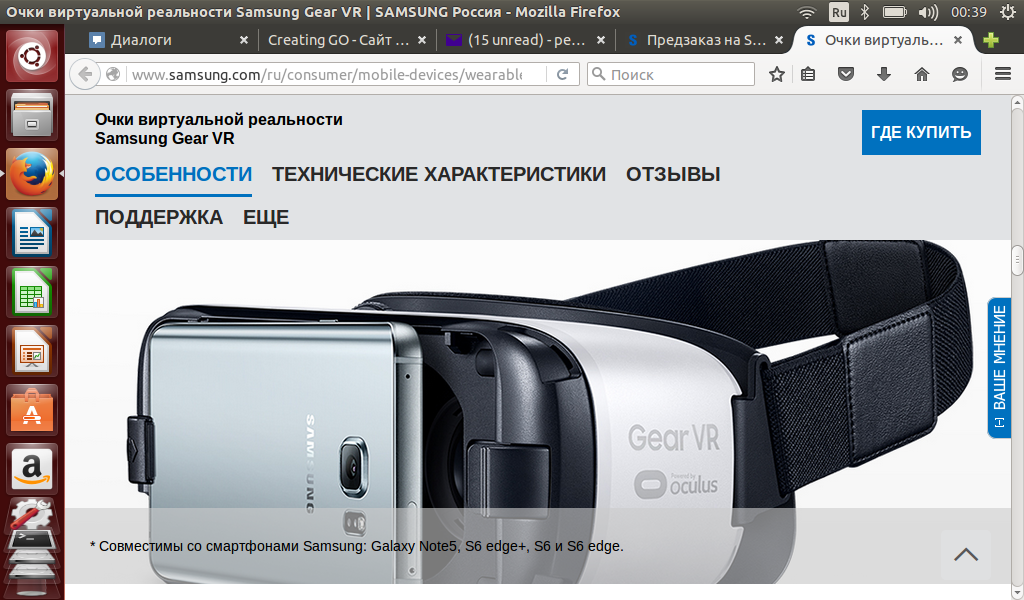 Очки виртуальной реальности Samsung Gear VR | SAMSUNG Россия - Mozilla Firefox
Ru
00:39
Диалоги
Creating GO - Сайт ...
(15 unread) - pe...
Предзаказ на S...
Очки виртуаль...
www.samsung.com/ru/consumer/mobile-devices/wearabl
Поиск
Очки виртуальной реальности
Samsung Gear VR
ГДЕ КУПИТЬ
ОСОБЕННОСТИ
ТЕХНИЧЕСКИЕ ХАРАКТЕРИСТИКИ
ОТЗЫВЫ
ПОДДЕРЖКА
ЕЩЕ
SAMSUNG
Gear VR
Powered by
oculus
[-] ВАШЕ МНЕНИЕ
* Совместимы со смартфонами Samsung: Galaxy Note5, S6 edge+, S6 и S6 edge.